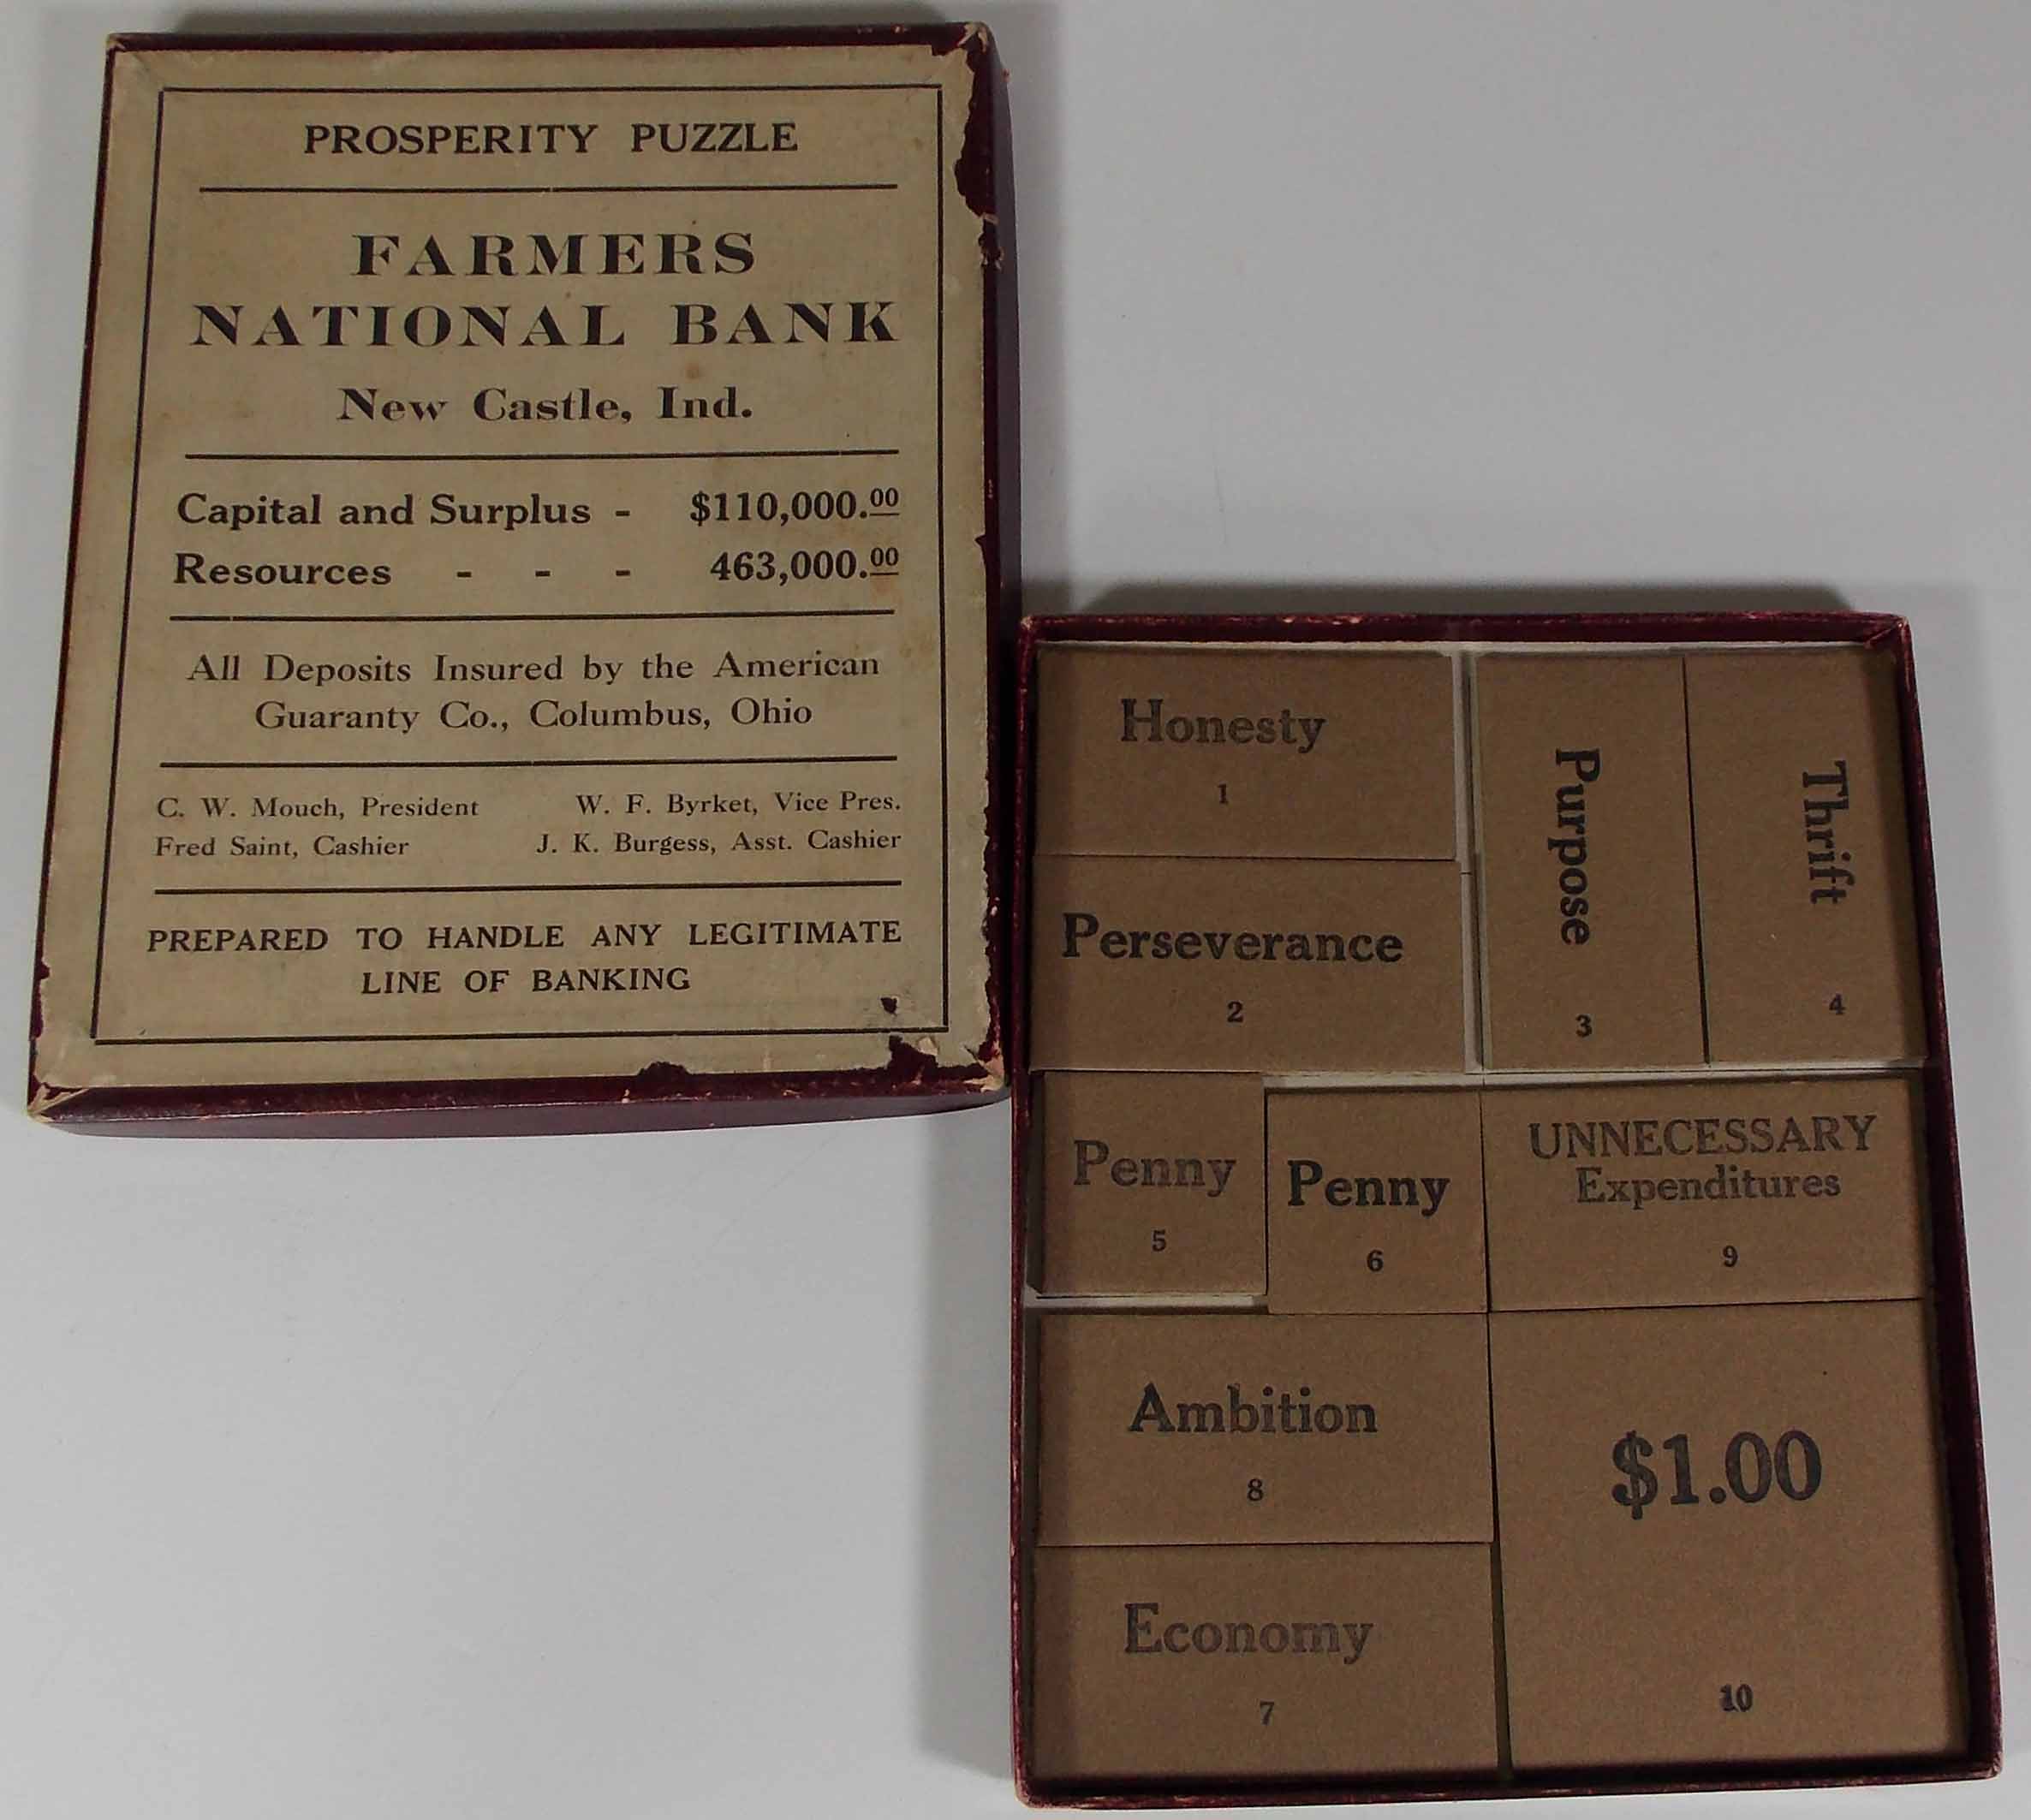 PROSPERITY PUZZLE
FARMERS
NATIONAL BANK
New Castle, Ind.
Capital and Surplus - $110,000.00
Resources - - - 463,000.00
All Deposits Insured by the American
Guaranty Co., Columbus, Ohio
C. W. Mouch, President W. F. Byrket, Vice Pres.
Fred Saint, Cashier J. K. Burgess, Asst. Cashier
PREPARED TO HANDLE ANY LEGITIMATE
LINE OF BANKING
Honesty
1
Perseverance
2
Purpose
3
Thrift
4
Penny
5
Penny
6
UNNECESSARY
Expenditures
9
Ambition
8
Economy
7
$1.00
10